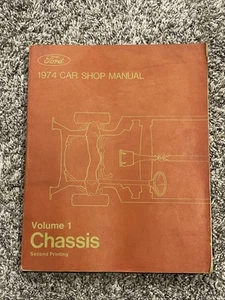 Ford
1974 CAR SHOP MANUAL
Volume 1
Chassis
Second Printing